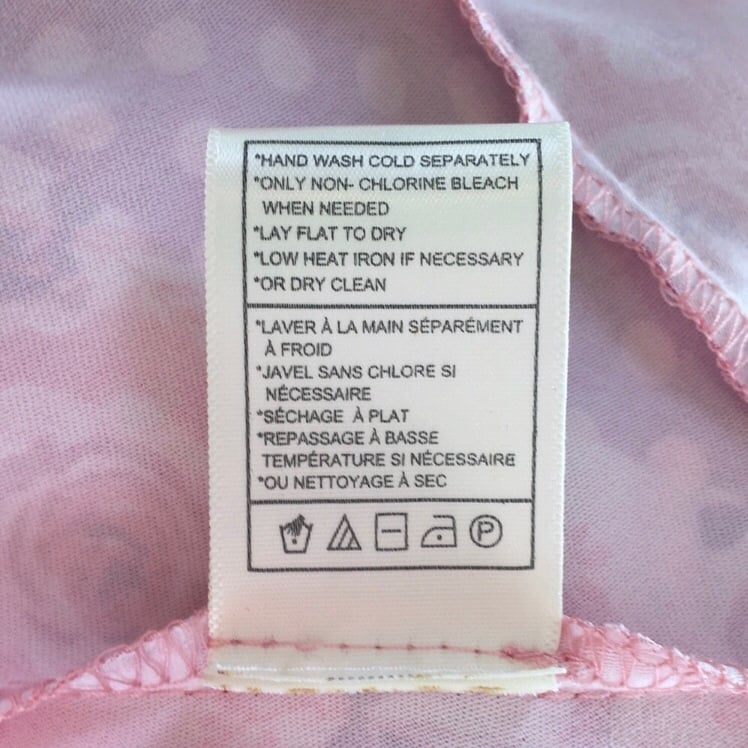 *HAND WASH COLD SEPARATELY
*ONLY NON- CHLORINE BLEACH
WHEN NEEDED
*LAY FLAT TO DRY
*LOW HEAT IRON IF NECESSARY
*OR DRY CLEAN
*LAVER À LA MAIN SÉPARÉMENT
À FROID
*JAVEL SANS CHLORE SI
NÉCESSAIRE
*SÉCHAGE À PLAT
*REPASSAGE À BASSE
TEMPÉRATURE SI NÉCESSAIRE
*OU NETTOYAGE À SEC
P